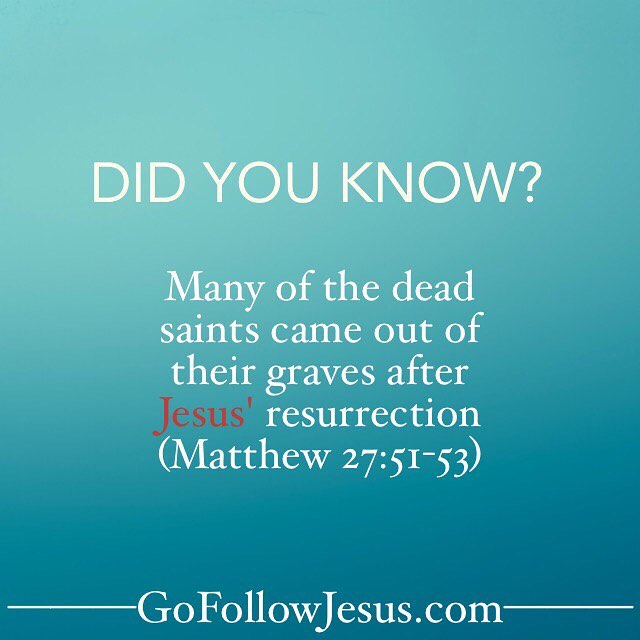 DID YOU KNOW?
Many of the dead
saints came out of
their graves after
Jesus' resurrection
(Matthew 27:51-53)
GoFollowJesus.com